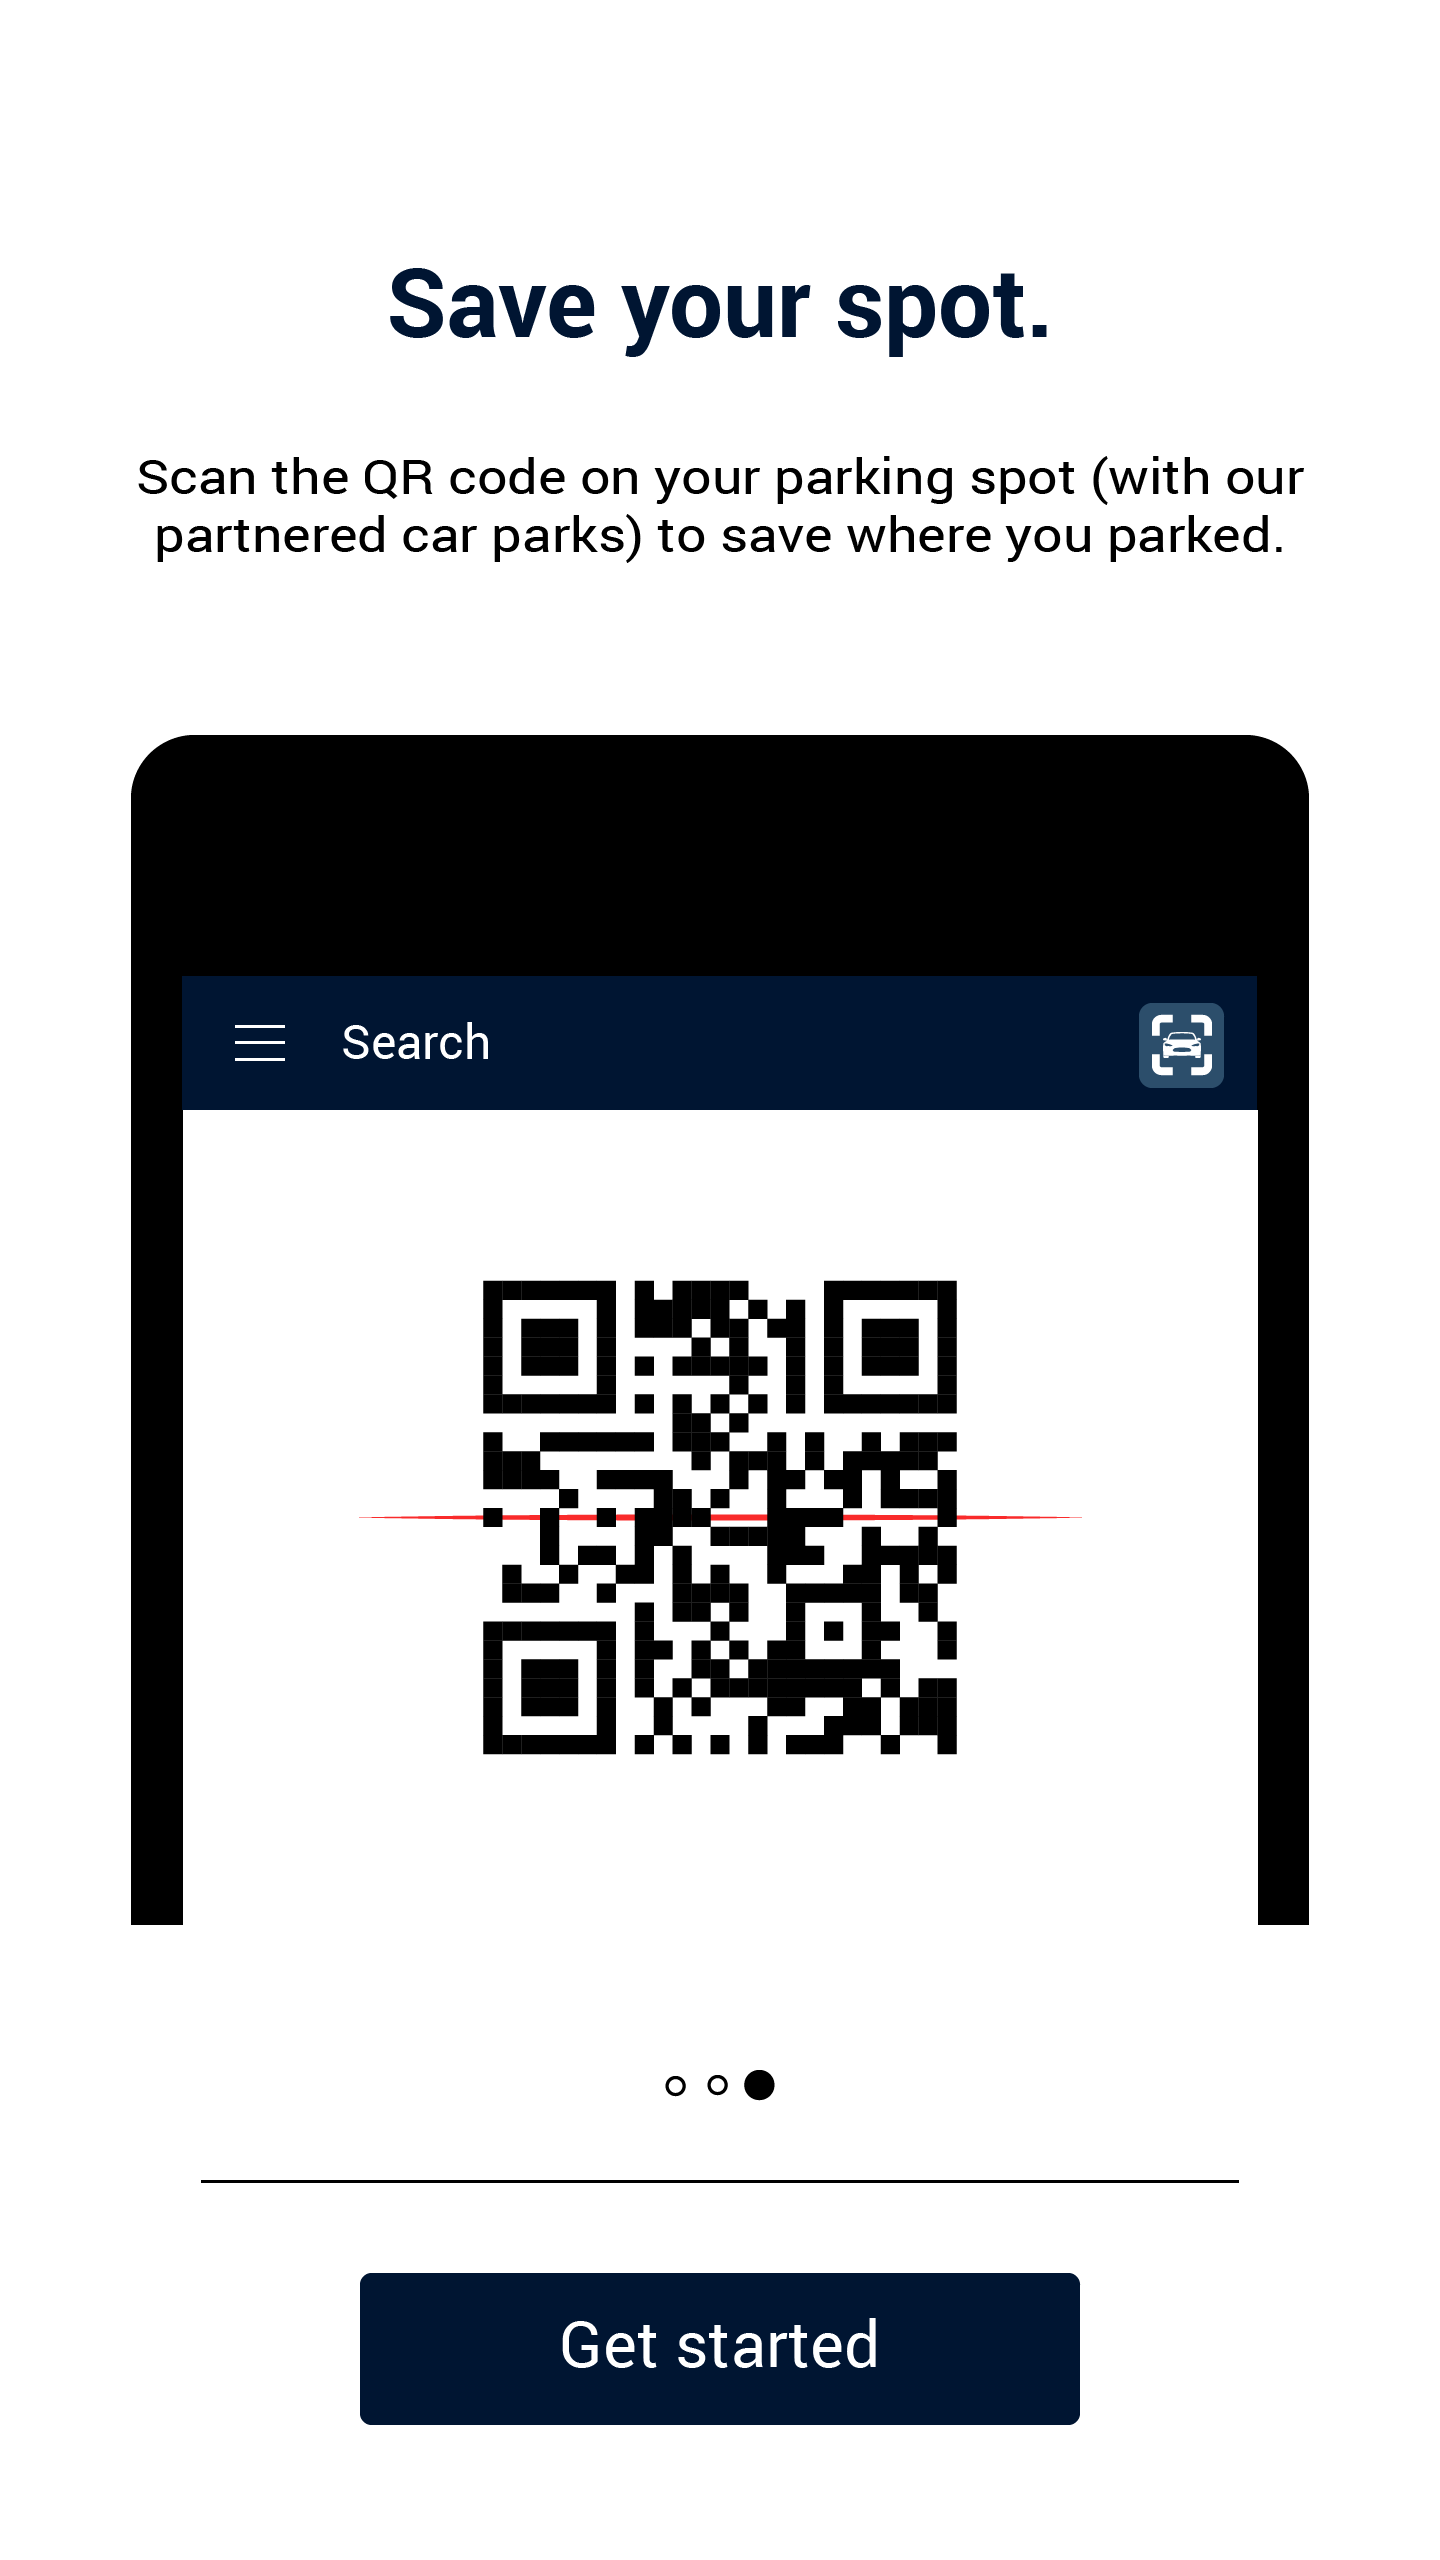 Save your spot.
Scan the QR code on your parking spot (with our
partnered car parks) to save where you parked.
Search
Get started